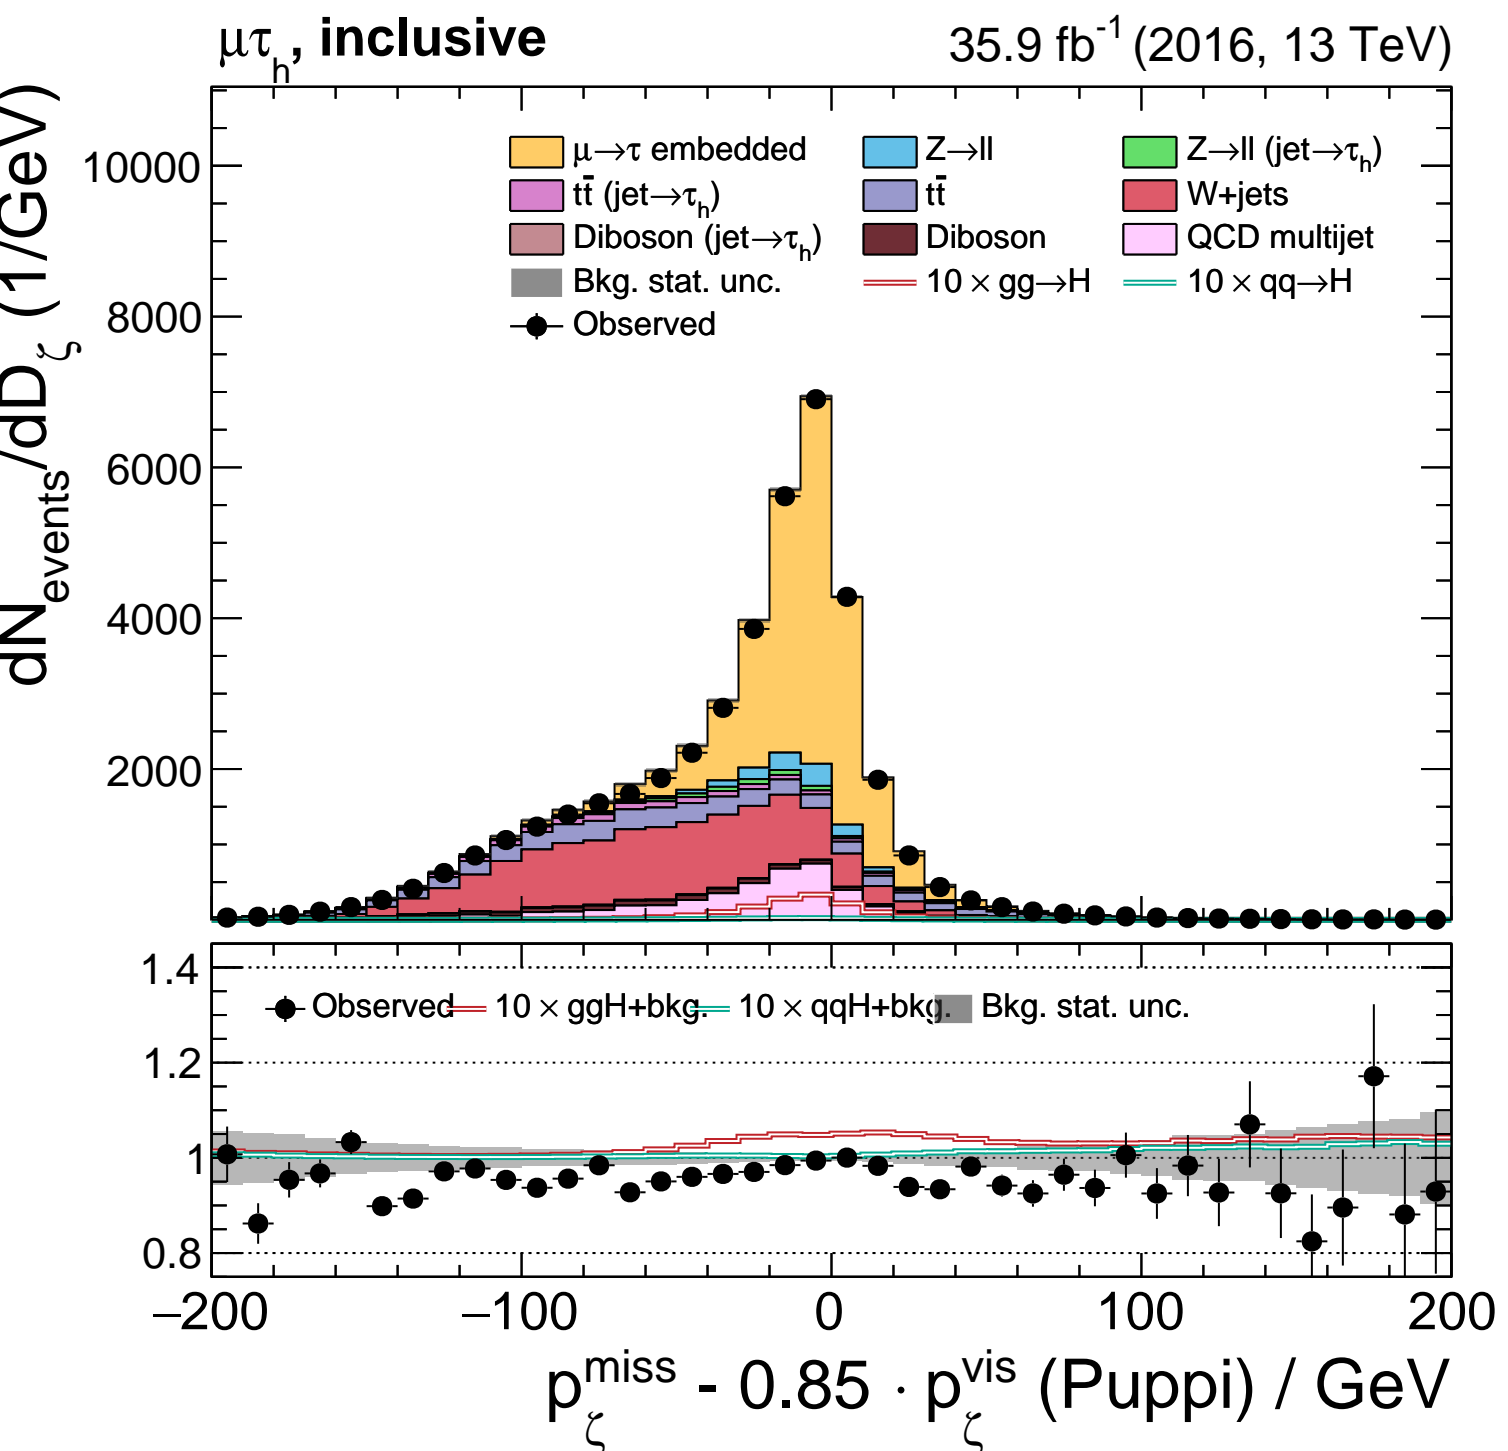 μτh, inclusive 35.9 fb-1 (2016, 13 TeV)
dNevents/dDζ (1/GeV)
10000
8000
6000
4000
2000
μ→τ embedded Z→ll Z→ll (jet→τh)
tt̄ (jet→τh) tt̄ W+jets
Diboson (jet→τh) Diboson QCD multijet
Bkg. stat. unc. 10 × gg→H 10 × qq→H
Observed
1.4
1.2
1
0.8
Observed 10 × ggH+bkg. 10 × qqH+bkg. Bkg. stat. unc.
−200 −100 0 100 200
pζmiss - 0.85 · pζvis (Puppi) / GeV